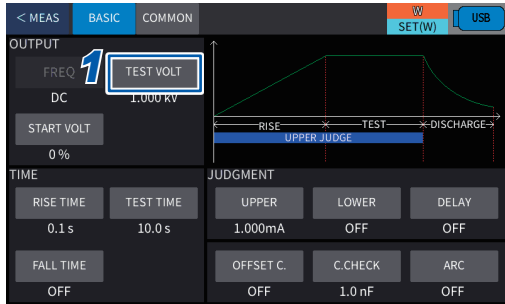 < MEAS BASIC COMMON W SET(W) USB
OUTPUT
FREQ 1 TEST VOLT
DC 1.000 kV
START VOLT
0 %
RISE TEST DISCHARGE
UPPER JUDGE
TIME
RISE TIME TEST TIME
0.1 s 10.0 s
FALL TIME
OFF
JUDGMENT
UPPER LOWER DELAY
1.000mA OFF OFF
OFFSET C. C.CHECK ARC
OFF 1.0 nF OFF